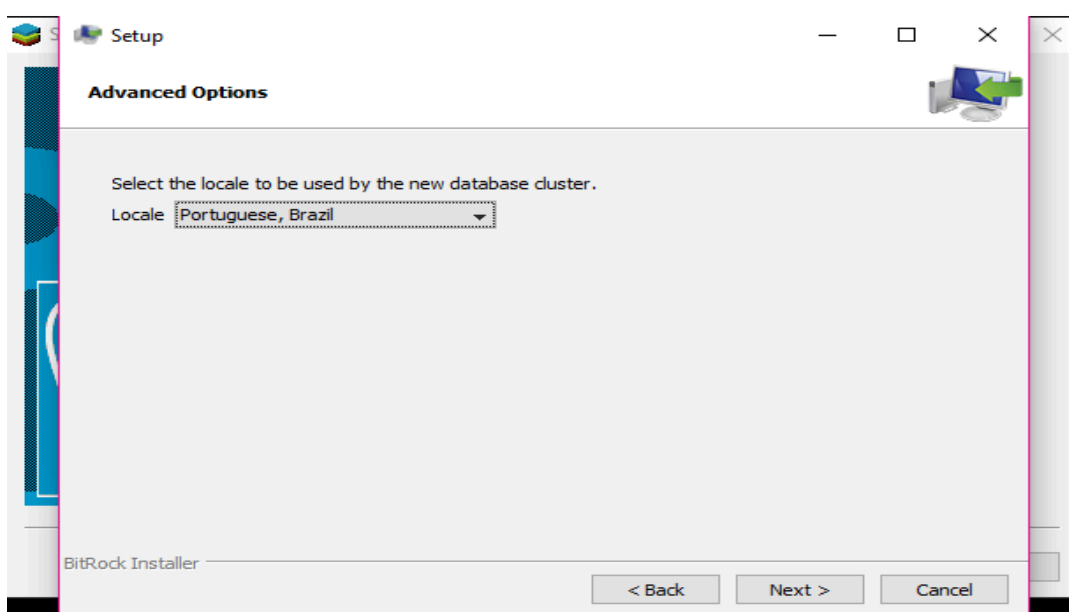 S
Setup
Advanced Options
Select the locale to be used by the new database cluster.
Locale Portuguese, Brazil
BitRock Installer
< Back Next > Cancel